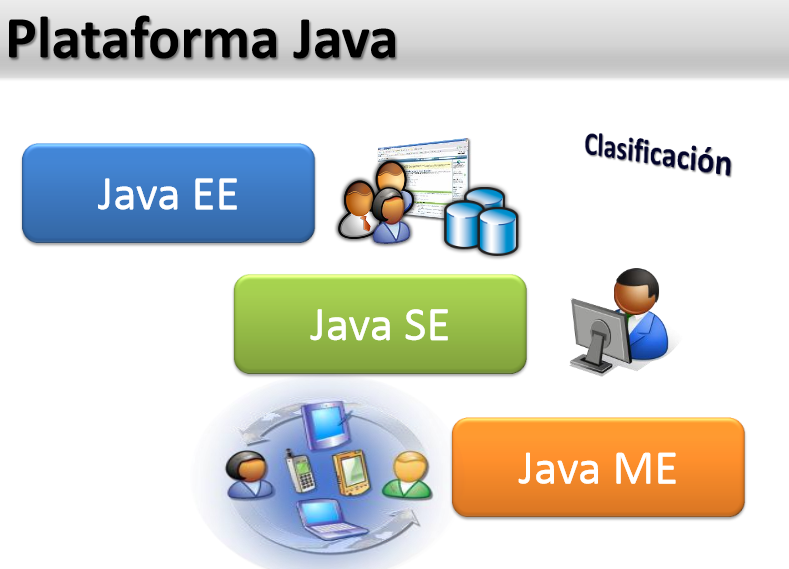 Plataforma Java
Clasificación
Java EE
Java SE
Java ME